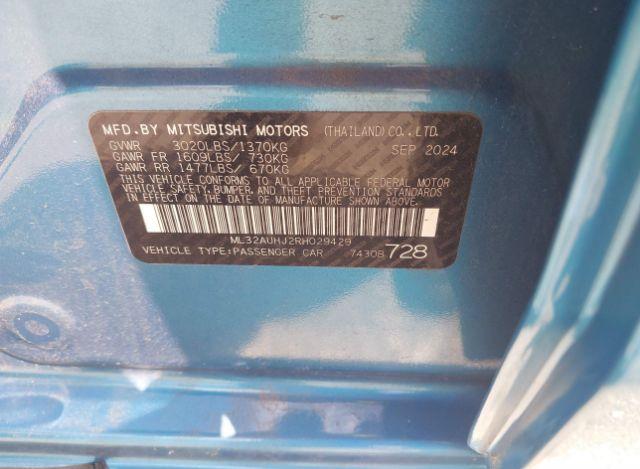 MFD.BY MITSUBISHI MOTORS (THAILAND)CO.,LTD.
GVWR 3020LBS/1370KG SEP 2024
GAWR FR 1609LBS/ 730KG
GAWR RR 1477LBS/ 670KG
THIS VEHICLE CONFORMS TO ALL APPLICABLE FEDERAL MOTOR
VEHICLE SAFETY, BUMPER, AND THEFT PREVENTION STANDARDS
IN EFFECT ON THE DATE OF MANUFACTURE SHOWN ABOVE.
ML32AUHJ2RH029429
VEHICLE TYPE:PASSENGER CAR 7430B 728